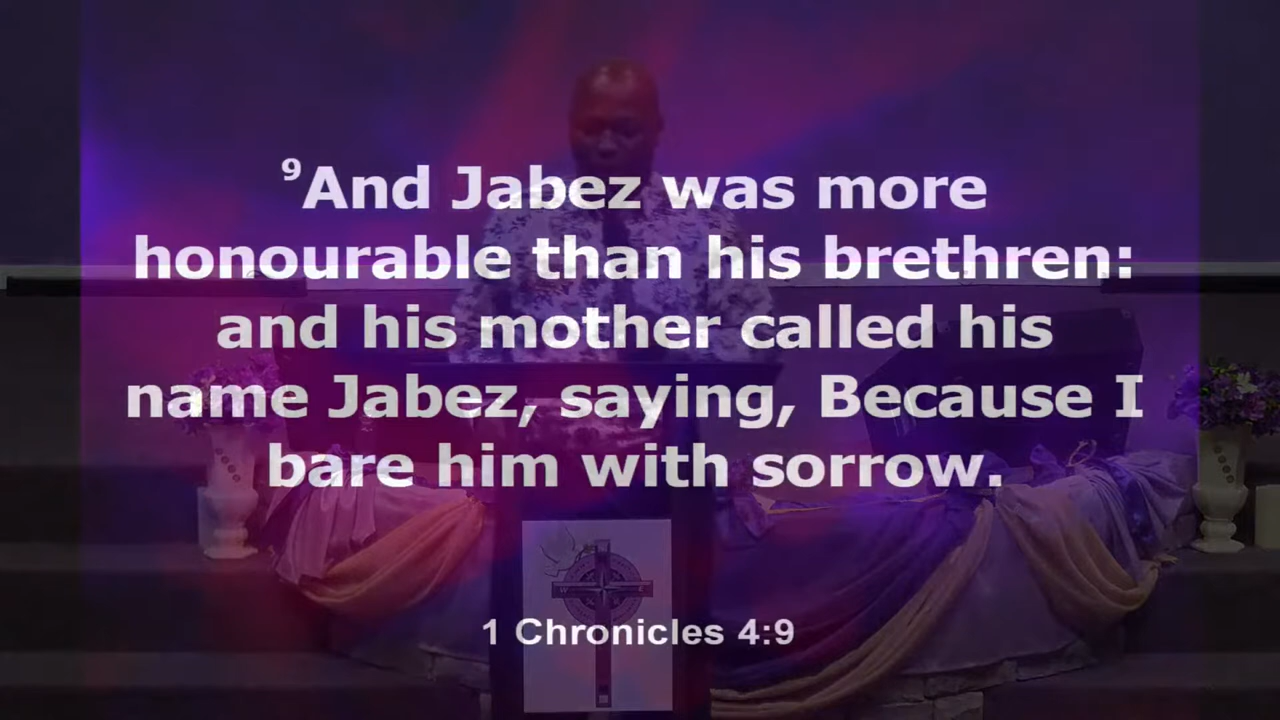 ⁹And Jabez was more
honourable than his brethren:
and his mother called his
name Jabez, saying, Because I
bare him with sorrow.
1 Chronicles 4:9